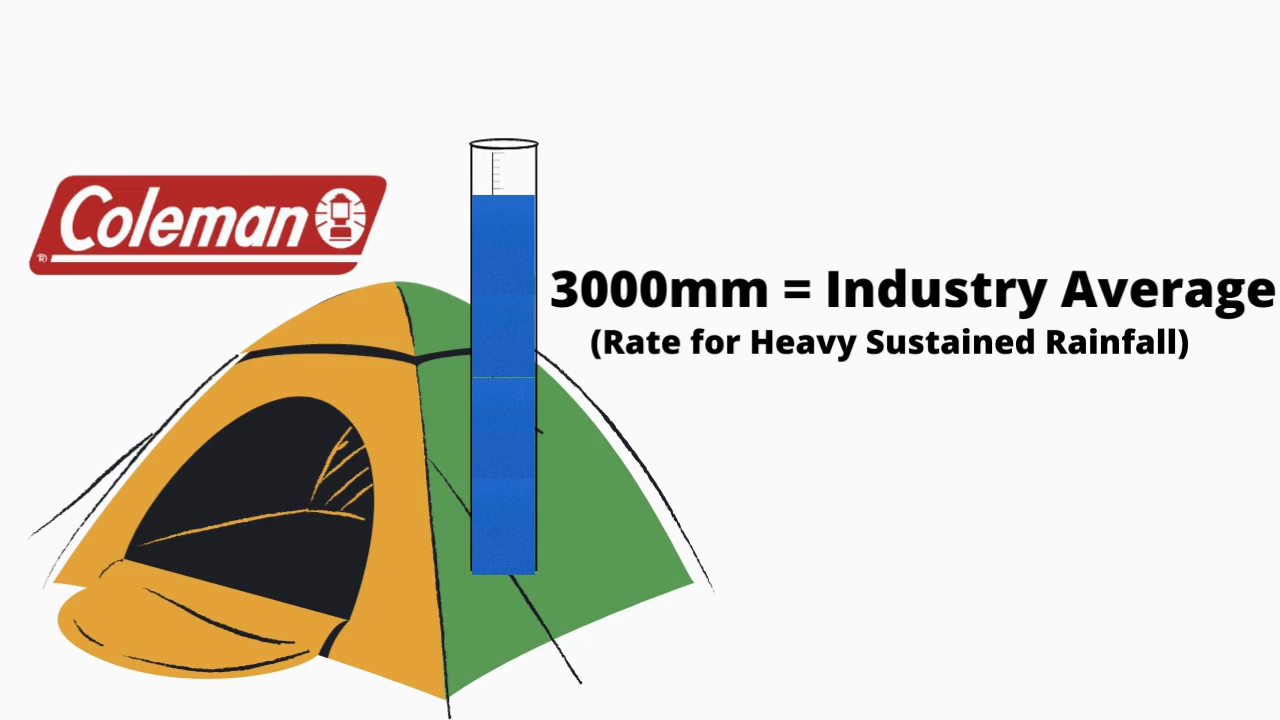 Coleman
®
3000mm = Industry Average
(Rate for Heavy Sustained Rainfall)